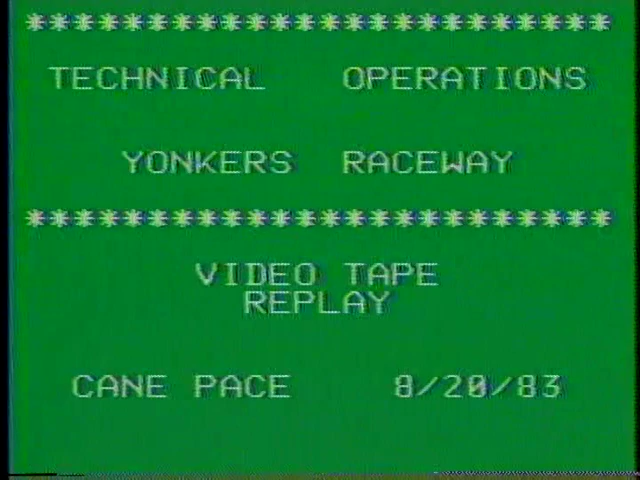 ************************
TECHNICAL OPERATIONS
YONKERS RACEWAY
************************
VIDEO TAPE
REPLAY
CANE PACE 8/20/83